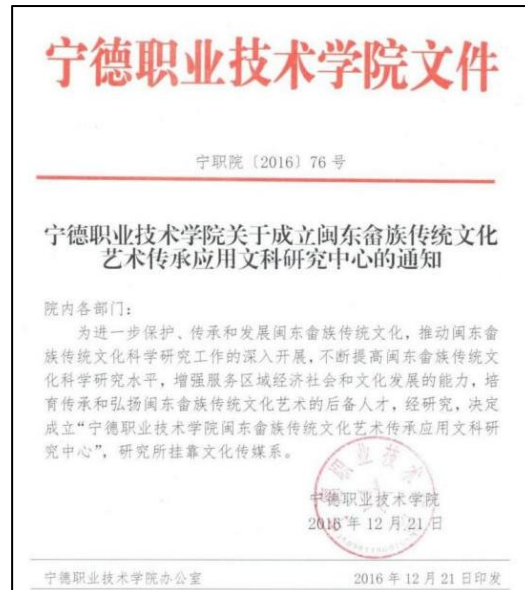 宁德职业技术学院文件
宁职院〔2016〕76号
宁德职业技术学院关于成立闽东畲族传统文化
艺术传承应用文科研究中心的通知
院内各部门：
为进一步保护、传承和发展闽东畲族传统文化，推动闽东畲
族传统文化科学研究工作的深入开展，不断提高闽东畲族传统文
化科学研究水平，增强服务区域经济社会和文化发展的能力，培
育传承和弘扬闽东畲族传统文化艺术的后备人才，经研究，决定
成立“宁德职业技术学院闽东畲族传统文化艺术传承应用文科研
究中心”，研究所挂靠文化传媒系。
宁德职业技术学院
2016年12月21日
宁德职业技术学院办公室 2016年12月21日印发